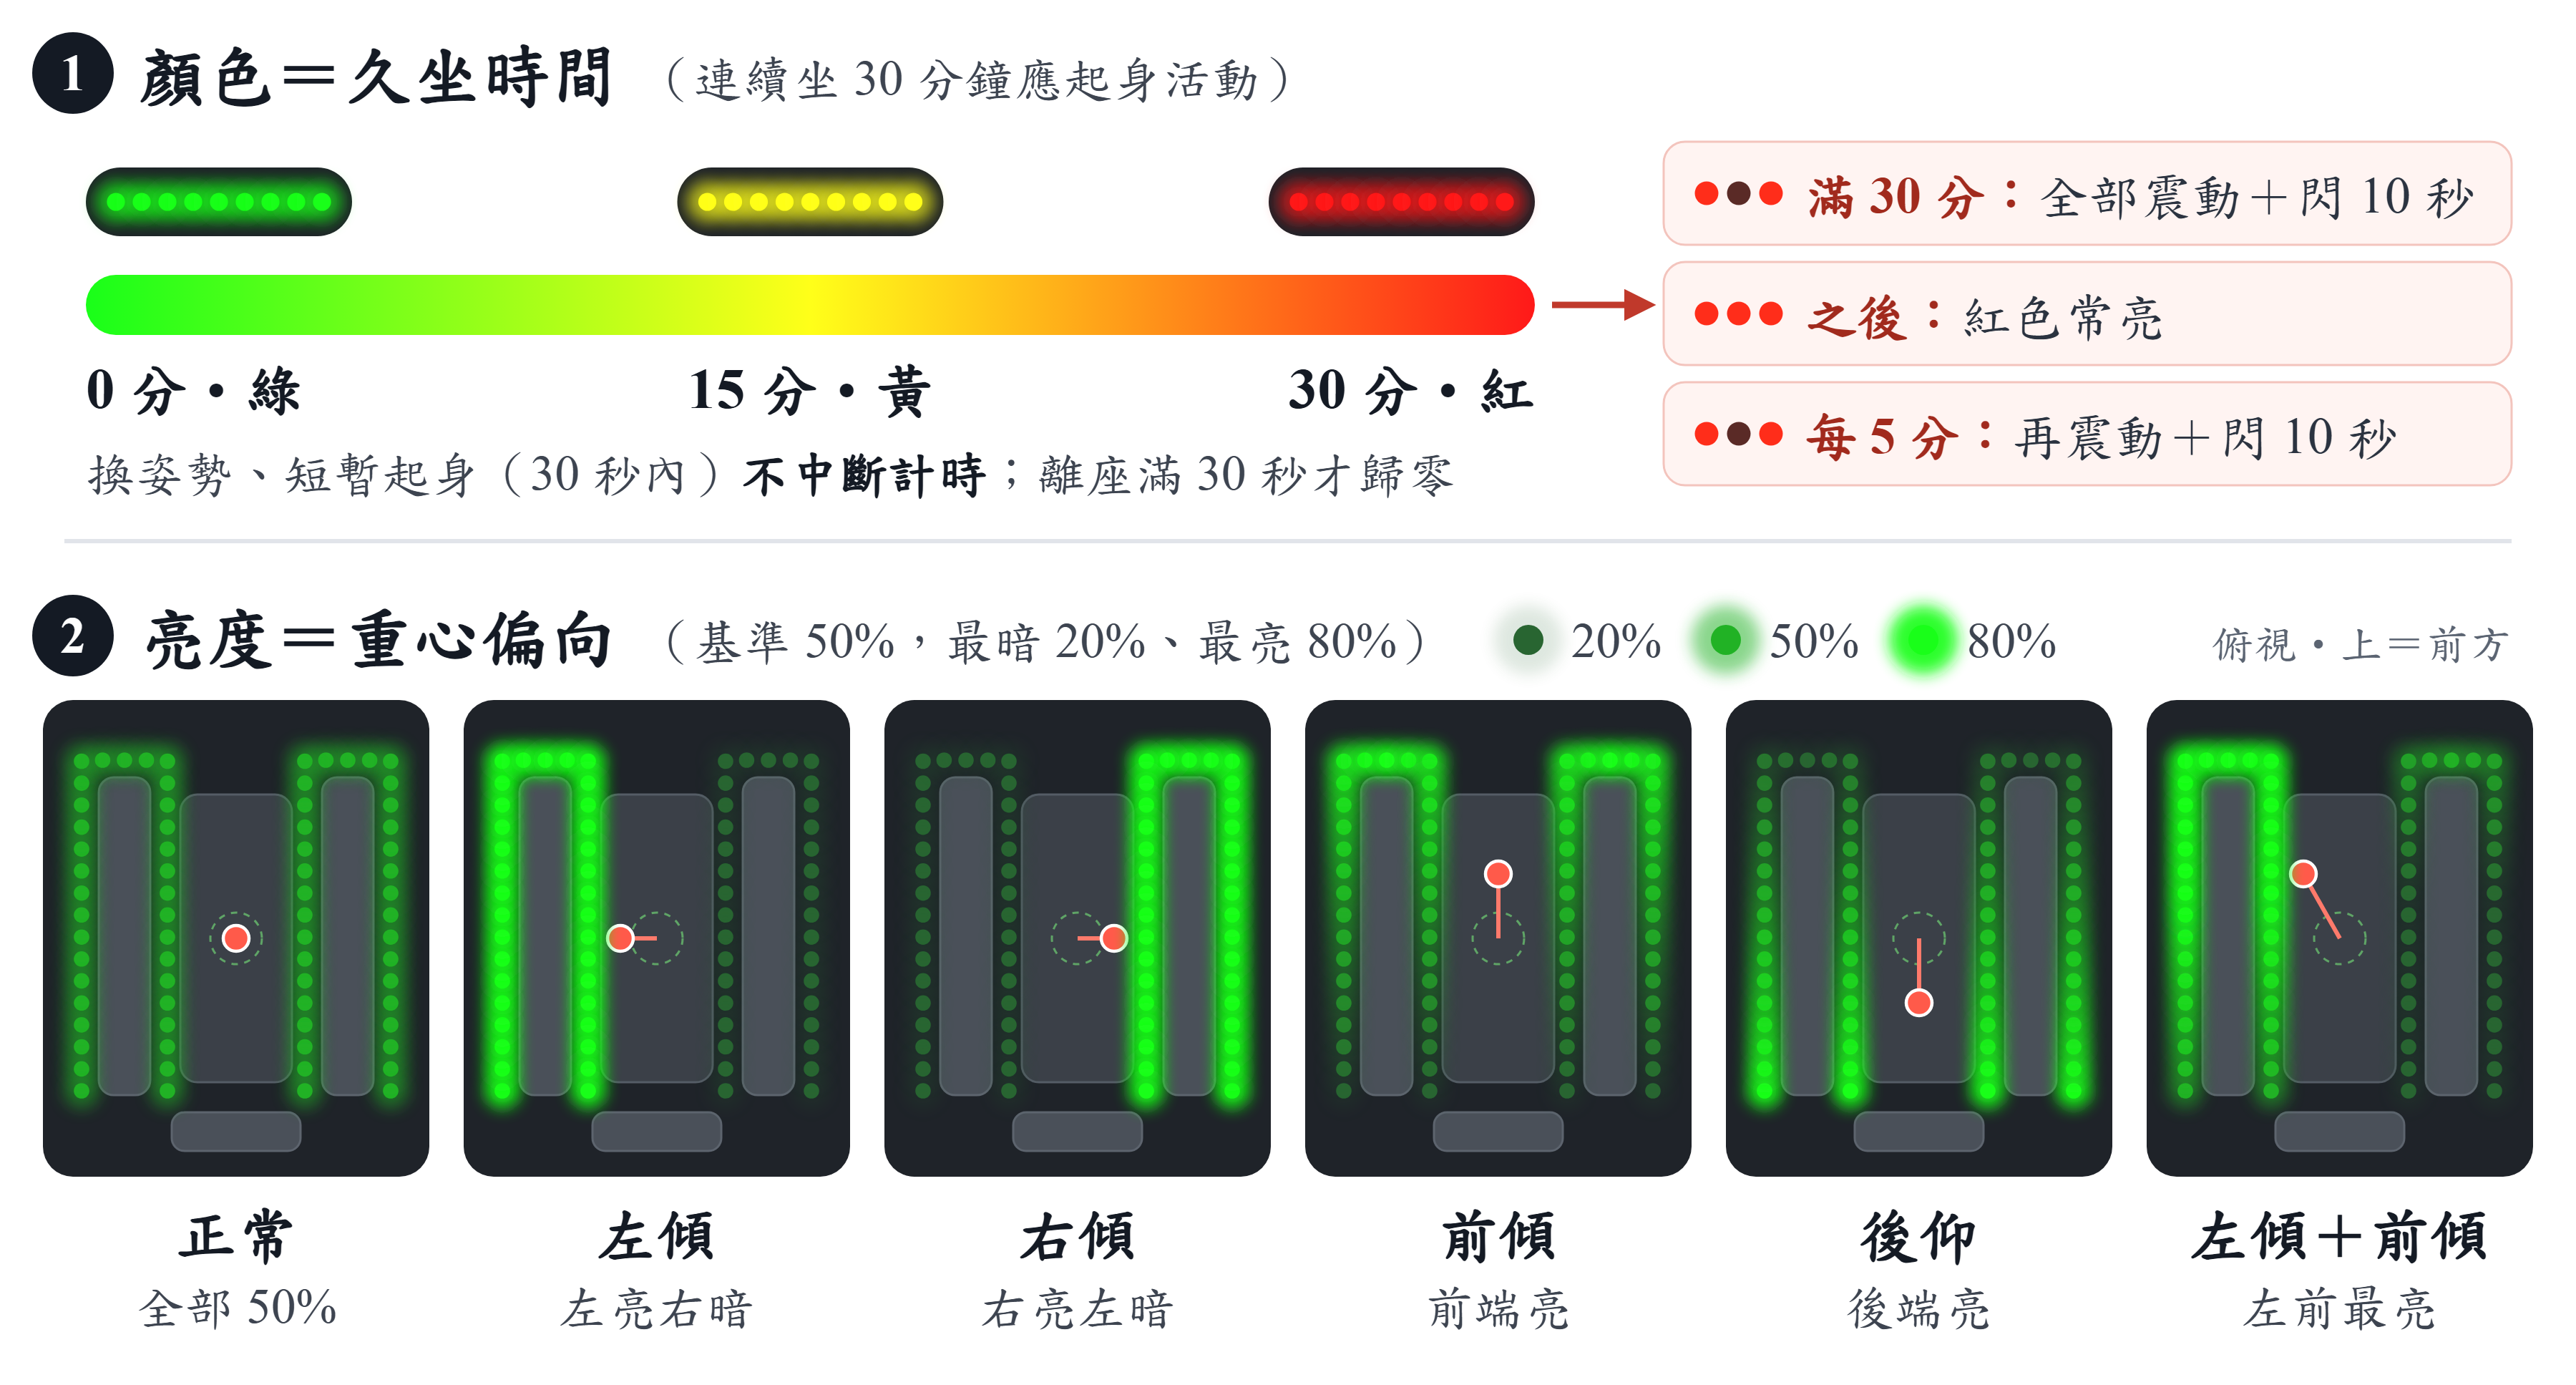 1 顏色＝久坐時間 （連續坐 30 分鐘應起身活動）
滿 30 分：全部震動＋閃 10 秒
之後：紅色常亮
每 5 分：再震動＋閃 10 秒
0 分・綠
15 分・黃
30 分・紅
換姿勢、短暫起身（30 秒內）不中斷計時；離座滿 30 秒才歸零
2 亮度＝重心偏向 （基準 50%，最暗 20%、最亮 80%） 20% 50% 80% 俯視・上＝前方
正常
全部 50%
左傾
左亮右暗
右傾
右亮左暗
前傾
前端亮
後仰
後端亮
左傾＋前傾
左前最亮